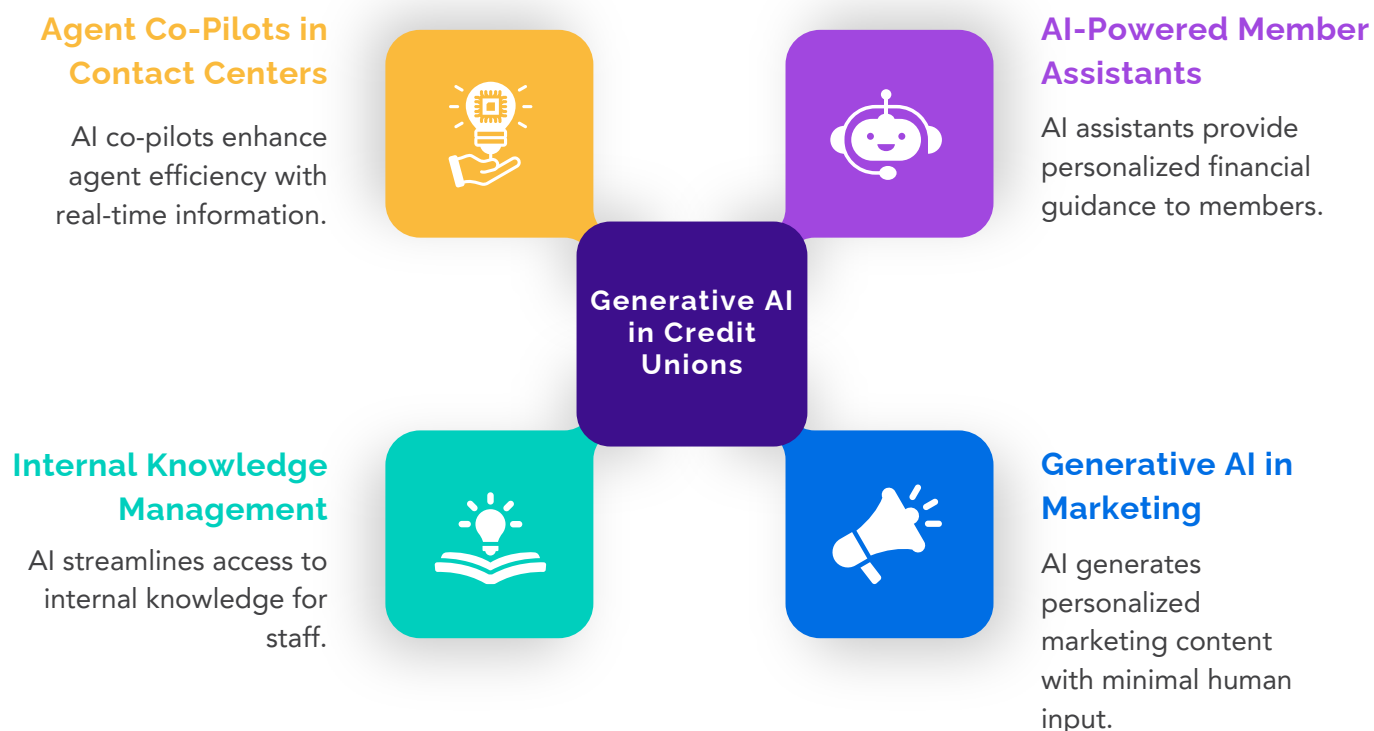 Agent Co-Pilots in
Contact Centers
AI co-pilots enhance
agent efficiency with
real-time information.
AI-Powered Member
Assistants
AI assistants provide
personalized financial
guidance to members.
Generative AI
in Credit
Unions
Internal Knowledge
Management
AI streamlines access to
internal knowledge for
staff.
Generative AI in
Marketing
AI generates
personalized
marketing content
with minimal human
input.